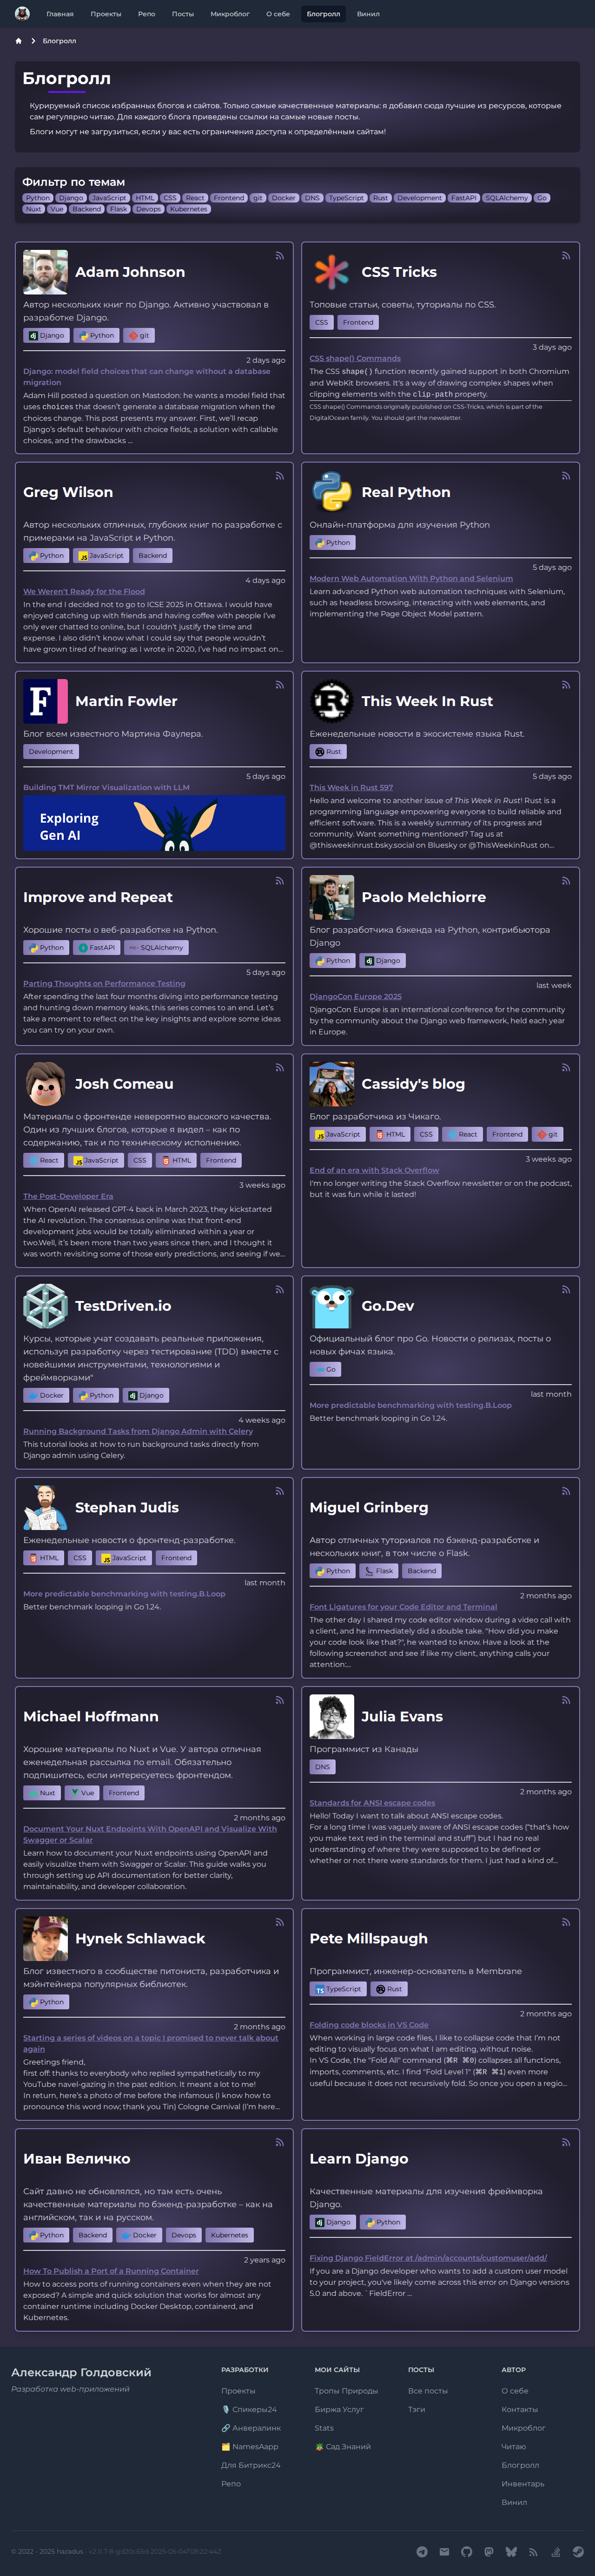 Главная Проекты Репо Посты Микроблог О себе Блогролл Винил
Блогролл
Блогролл
Курируемый список избранных блогов и сайтов. Только самые качественные материалы: я добавил сюда лучшие из ресурсов, которые
сам регулярно читаю. Для каждого блога приведены ссылки на самые новые посты.
Блоги могут не загрузиться, если у вас есть ограничения доступа к определённым сайтам!
Фильтр по темам
Python Django JavaScript HTML CSS React Frontend git Docker DNS TypeScript Rust Development FastAPI SQLAlchemy Go
Nuxt Vue Backend Flask Devops Kubernetes
Adam Johnson
Автор нескольких книг по Django. Активно участвовал в
разработке Django.
Django Python git
2 days ago
Django: model field choices that can change without a database
migration
Adam Hill posted a question on Mastodon: he wants a model field that
uses choices that doesn’t generate a database migration when the
choices change. This post presents my answer. First, we’ll recap
Django’s default behaviour with choice fields, a solution with callable
choices, and the drawbacks ...
CSS Tricks
Топовые статьи, советы, туториалы по CSS.
CSS Frontend
3 days ago
CSS shape() Commands
The CSS shape() function recently gained support in both Chromium
and WebKit browsers. It's a way of drawing complex shapes when
clipping elements with the clip-path property.
CSS shape() Commands originally published on CSS-Tricks, which is part of the
DigitalOcean family. You should get the newsletter.
Greg Wilson
Автор нескольких отличных, глубоких книг по разработке с
примерами на JavaScript и Python.
Python JavaScript Backend
4 days ago
We Weren't Ready for the Flood
In the end I decided not to go to ICSE 2025 in Ottawa. I would have
enjoyed catching up with friends and having coffee with people I’ve
only ever chatted to online, but I couldn’t justify the time and
expense. I also didn’t know what I could say that people wouldn’t
have grown tired of hearing: as I wrote in 2020, I’ve had no impact on...
Real Python
Онлайн-платформа для изучения Python
Python
5 days ago
Modern Web Automation With Python and Selenium
Learn advanced Python web automation techniques with Selenium,
such as headless browsing, interacting with web elements, and
implementing the Page Object Model pattern.
Martin Fowler
Блог всем известного Мартина Фаулера.
Development
5 days ago
Building TMT Mirror Visualization with LLM
Exploring
Gen AI
This Week In Rust
Еженедельные новости в экосистеме языка Rust.
Rust
5 days ago
This Week in Rust 597
Hello and welcome to another issue of This Week in Rust! Rust is a
programming language empowering everyone to build reliable and
efficient software. This is a weekly summary of its progress and
community. Want something mentioned? Tag us at
@thisweekinrust.bsky.social on Bluesky or @ThisWeekinRust on...
Improve and Repeat
Хорошие посты о веб-разработке на Python.
Python FastAPI SQLAlchemy
5 days ago
Parting Thoughts on Performance Testing
After spending the last four months diving into performance testing
and hunting down memory leaks, this series comes to an end. Let’s
take a moment to reflect on the key insights and explore some ideas
you can try on your own.
Paolo Melchiorre
Блог разработчика бэкенда на Python, контрибьютора
Django
Python Django
last week
DjangoCon Europe 2025
DjangoCon Europe is an international conference for the community
by the community about the Django web framework, held each year
in Europe.
Josh Comeau
Материалы о фронтенде невероятно высокого качества.
Один из лучших блогов, которые я видел – как по
содержанию, так и по техническому исполнению.
React JavaScript CSS HTML Frontend
3 weeks ago
The Post-Developer Era
When OpenAI released GPT-4 back in March 2023, they kickstarted
the AI revolution. The consensus online was that front-end
development jobs would be totally eliminated within a year or
two.Well, it’s been more than two years since then, and I thought it
was worth revisiting some of those early predictions, and seeing if we...
Cassidy's blog
Блог разработчика из Чикаго.
JavaScript HTML CSS React Frontend git
3 weeks ago
End of an era with Stack Overflow
I'm no longer writing the Stack Overflow newsletter or on the podcast,
but it was fun while it lasted!
TestDriven.io
Курсы, которые учат создавать реальные приложения,
используя разработку через тестирование (TDD) вместе с
новейшими инструментами, технологиями и
фреймворками"
Docker Python Django
4 weeks ago
Running Background Tasks from Django Admin with Celery
This tutorial looks at how to run background tasks directly from
Django admin using Celery.
Go.Dev
Официальный блог про Go. Новости о релизах, посты о
новых фичах языка.
Go
last month
More predictable benchmarking with testing.B.Loop
Better benchmark looping in Go 1.24.
Stephan Judis
Еженедельные новости о фронтенд-разработке.
HTML CSS JavaScript Frontend
last month
More predictable benchmarking with testing.B.Loop
Better benchmark looping in Go 1.24.
Miguel Grinberg
Автор отличных туториалов по бэкенд-разработке и
нескольких книг, в том числе о Flask.
Python Flask Backend
2 months ago
Font Ligatures for your Code Editor and Terminal
The other day I shared my code editor window during a video call with
a client, and he immediately did a double take. "How did you make
your code look like that?", he wanted to know. Have a look at the
following screenshot and see if like my client, anything calls your
attention:...
Michael Hoffmann
Хорошие материалы по Nuxt и Vue. У автора отличная
еженедельная рассылка по email. Обязательно
подпишитесь, если интересуетесь фронтендом.
Nuxt Vue Frontend
2 months ago
Document Your Nuxt Endpoints With OpenAPI and Visualize With
Swagger or Scalar
Learn how to document your Nuxt endpoints using OpenAPI and
easily visualize them with Swagger or Scalar. This guide walks you
through setting up API documentation for better clarity,
maintainability, and developer collaboration.
Julia Evans
Программист из Канады
DNS
2 months ago
Standards for ANSI escape codes
Hello! Today I want to talk about ANSI escape codes.
For a long time I was vaguely aware of ANSI escape codes (“that’s how
you make text red in the terminal and stuff”) but I had no real
understanding of where they were supposed to be defined or
whether or not there were standards for them. I just had a kind of...
Hynek Schlawack
Блог известного в сообществе питониста, разработчика и
мэйнтейнера популярных библиотек.
Python
2 months ago
Starting a series of videos on a topic I promised to never talk about
again
Greetings friend,
first off: thanks to everybody who replied sympathetically to my
YouTube navel-gazing in the past edition. It meant a lot to me!
In return, here’s a photo of me before the infamous (I know how to
pronounce this word now; thank you Tin) Cologne Carnival (I’m here...
Pete Millspaugh
Программист, инженер-основатель в Membrane
TypeScript Rust
2 months ago
Folding code blocks in VS Code
When working in large code files, I like to collapse code that I’m not
editing to visually focus on what I am editing, without noise.
In VS Code, the “Fold All” command (⌘R ⌘0) collapses all functions,
imports, comments, etc. I find “Fold Level 1” (⌘R ⌘1) even more
useful because it does not recursively fold. So once you open a regio...
Иван Величко
Сайт давно не обновлялся, но там есть очень
качественные материалы по бэкенд-разработке – как на
английском, так и на русском.
Python Backend Docker Devops Kubernetes
2 years ago
How To Publish a Port of a Running Container
How to access ports of running containers even when they are not
exposed? A simple and quick solution that works for almost any
container runtime including Docker Desktop, containerd, and
Kubernetes.
Learn Django
Качественные материалы для изучения фреймворка
Django.
Django Python
Fixing Django FieldError at /admin/accounts/customuser/add/
If you are a Django developer who wants to add a custom user model
to your project, you've likely come across this error on Django versions
5.0 and above. `FieldError ...
Александр Голдовский
Разработка web-приложений
РАЗРАБОТКИ
Проекты
Спикеры24
Анвералинк
NamesAapp
Для Битрикс24
Репо
МОИ САЙТЫ
Тропы Природы
Биржа Услуг
Stats
Сад Знаний
ПОСТЫ
Все посты
Тэги
АВТОР
О себе
Контакты
Микроблог
Читаю
Блогролл
Инвентарь
Винил
© 2022 - 2025 hazadus